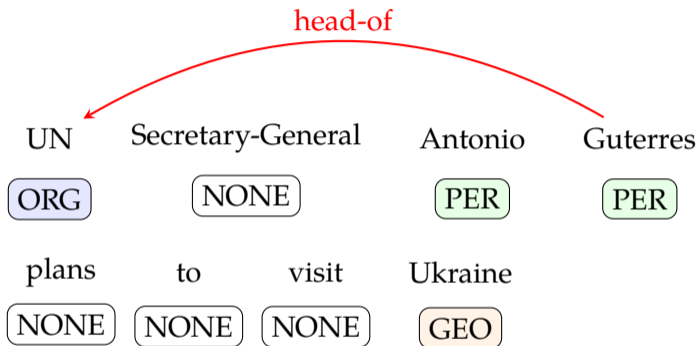 head-of
UN Secretary-General Antonio Guterres
ORG NONE PER PER
plans to visit Ukraine
NONE NONE NONE GEO